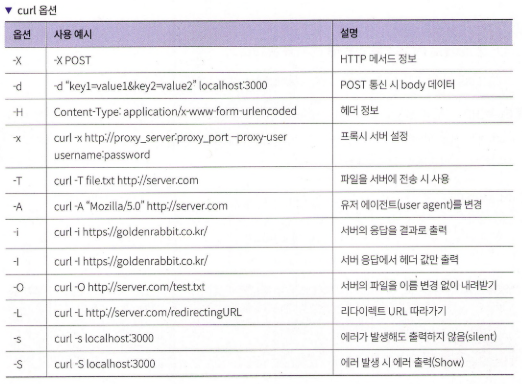 ▼ curl 옵션
옵션 사용 예시 설명
-X -X POST HTTP 메서드 정보
-d -d "key1=value1&key2=value2" localhost:3000 POST 통신 시 body 데이터
-H Content-Type: application/x-www-form-urlencoded 헤더 정보
-x curl -x http://proxy_server:proxy_port --proxy-user 프록시 서버 설정
username:password
-T curl -T file.txt http://server.com 파일을 서버에 전송 시 사용
-A curl -A "Mozilla/5.0" http://server.com 유저 에이전트(user agent)를 변경
-i curl -i https://goldenrabbit.co.kr/ 서버의 응답을 결과로 출력
-I curl -I https://goldenrabbit.co.kr/ 서버 응답에서 헤더 값만 출력
-O curl -O http://server.com/test.txt 서버의 파일을 이름 변경 없이 내려받기
-L curl -L http://server.com/redirectingURL 리다이렉트 URL 따라가기
-s curl -s localhost:3000 에러가 발생해도 출력하지 않음(silent)
-S curl -S localhost:3000 에러 발생 시 에러 출력(Show)